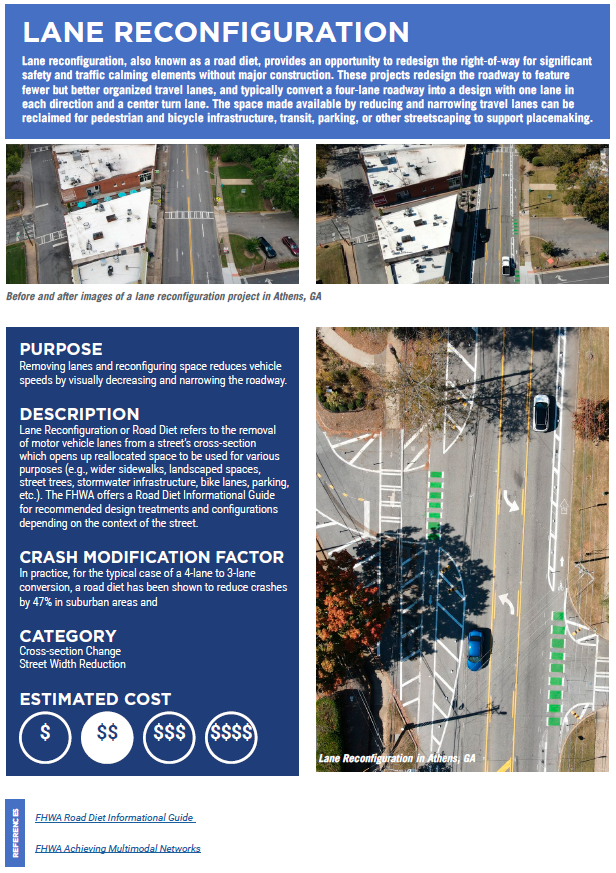 LANE RECONFIGURATION
Lane reconfiguration, also known as a road diet, provides an opportunity to redesign the right-of-way for significant
safety and traffic calming elements without major construction. These projects redesign the roadway to feature
fewer but better organized travel lanes, and typically convert a four-lane roadway into a design with one lane in
each direction and a center turn lane. The space made available by reducing and narrowing travel lanes can be
reclaimed for pedestrian and bicycle infrastructure, transit, parking, or other streetscaping to support placemaking.
Before and after images of a lane reconfiguration project in Athens, GA
PURPOSE
Removing lanes and reconfiguring space reduces vehicle
speeds by visually decreasing and narrowing the roadway.
DESCRIPTION
Lane Reconfiguration or Road Diet refers to the removal
of motor vehicle lanes from a street's cross-section
which opens up reallocated space to be used for various
purposes (e.g., wider sidewalks, landscaped spaces,
street trees, stormwater infrastructure, bike lanes, parking,
etc.). The FHWA offers a Road Diet Informational Guide
for recommended design treatments and configurations
depending on the context of the street.
CRASH MODIFICATION FACTOR
In practice, for the typical case of a 4-lane to 3-lane
conversion, a road diet has been shown to reduce crashes
by 47% in suburban areas and
CATEGORY
Cross-section Change
Street Width Reduction
ESTIMATED COST
$ $$ $$$ $$$$
Lane Reconfiguration in Athens, GA
REFERENCES
FHWA Road Diet Informational Guide
FHWA Achieving Multimodal Networks